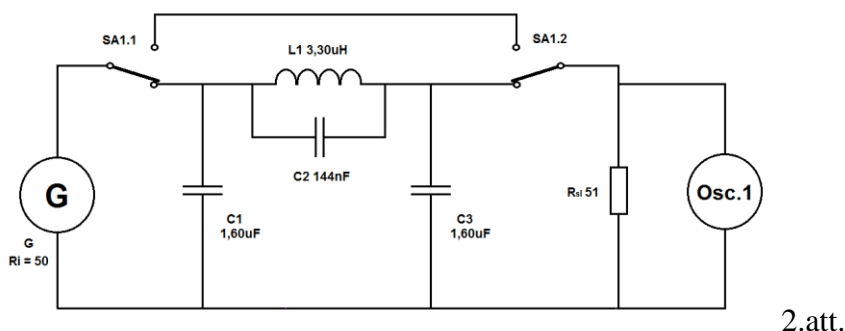 SA1.1
L1 3,30uH
SA1.2
C2 144nF
G
G
Ri = 50
C1
1,60uF
C3
1,60uF
Rsl 51
Osc.1
2.att.